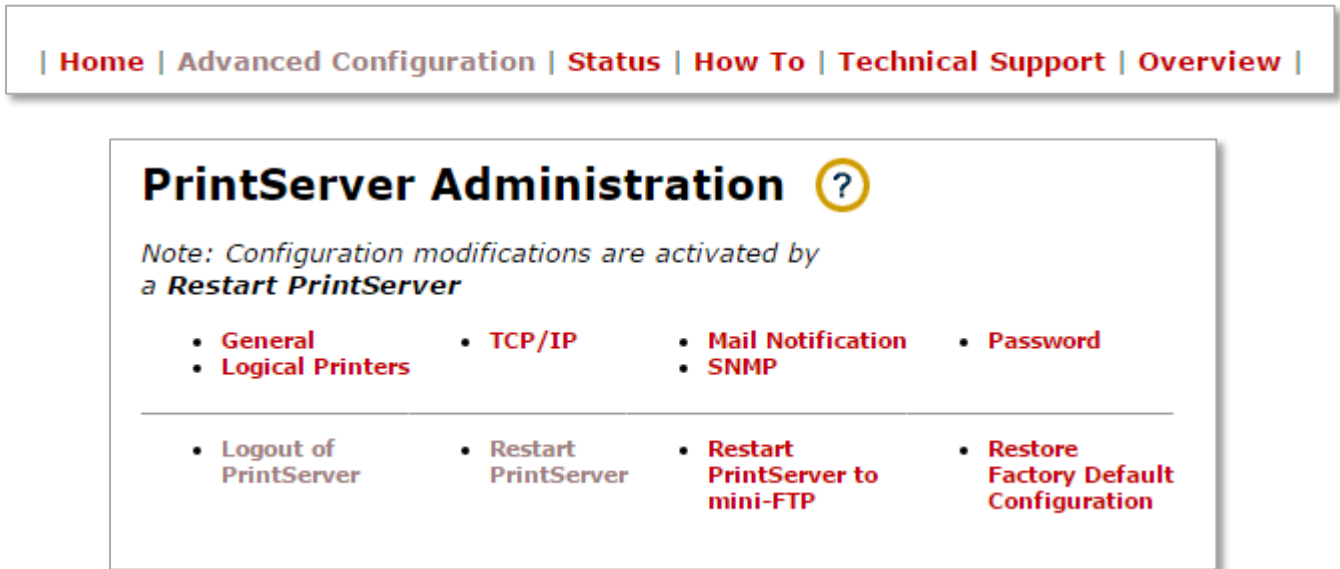 | Home | Advanced Configuration | Status | How To | Technical Support | Overview |
PrintServer Administration ?
Note: Configuration modifications are activated by
a Restart PrintServer
• General • TCP/IP • Mail Notification • Password
• Logical Printers • SNMP
• Logout of PrintServer
• Restart PrintServer
• Restart PrintServer to mini-FTP
• Restore Factory Default Configuration